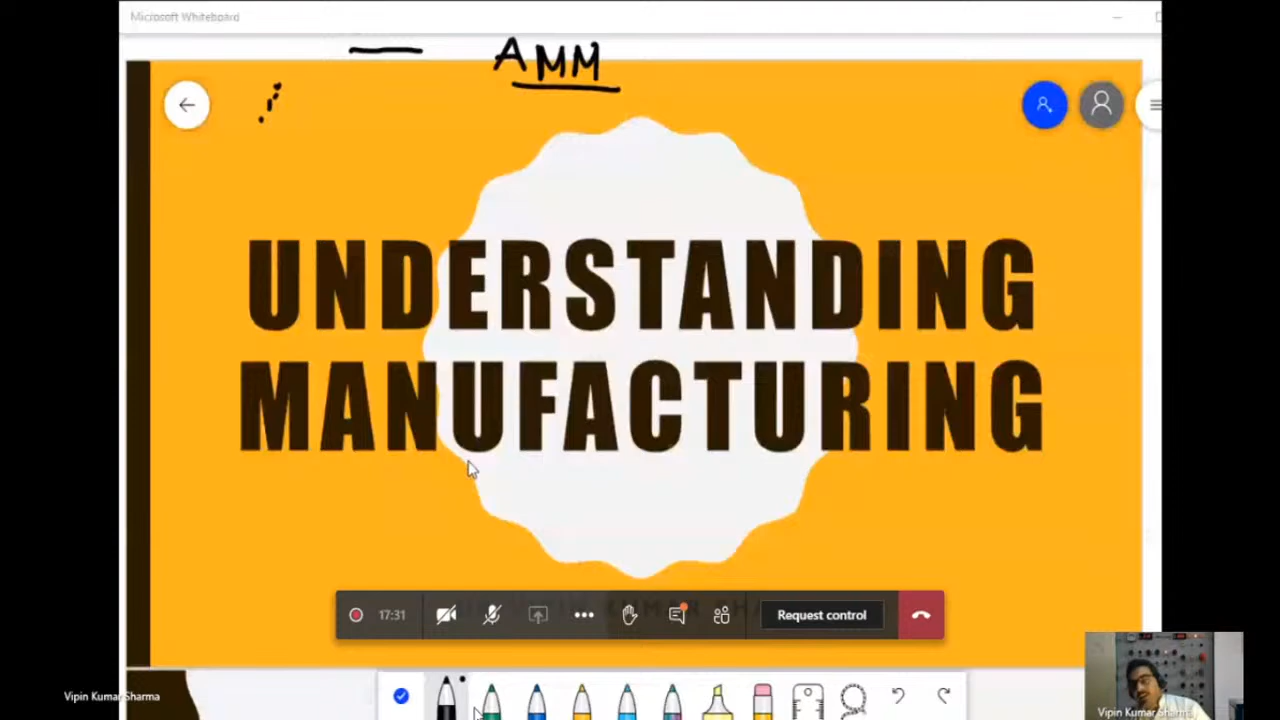 Microsoft Whiteboard
AMM
UNDERSTANDING
MANUFACTURING
17:31
Request control
Vipin Kumar Sharma
Vipin Kumar Sharma